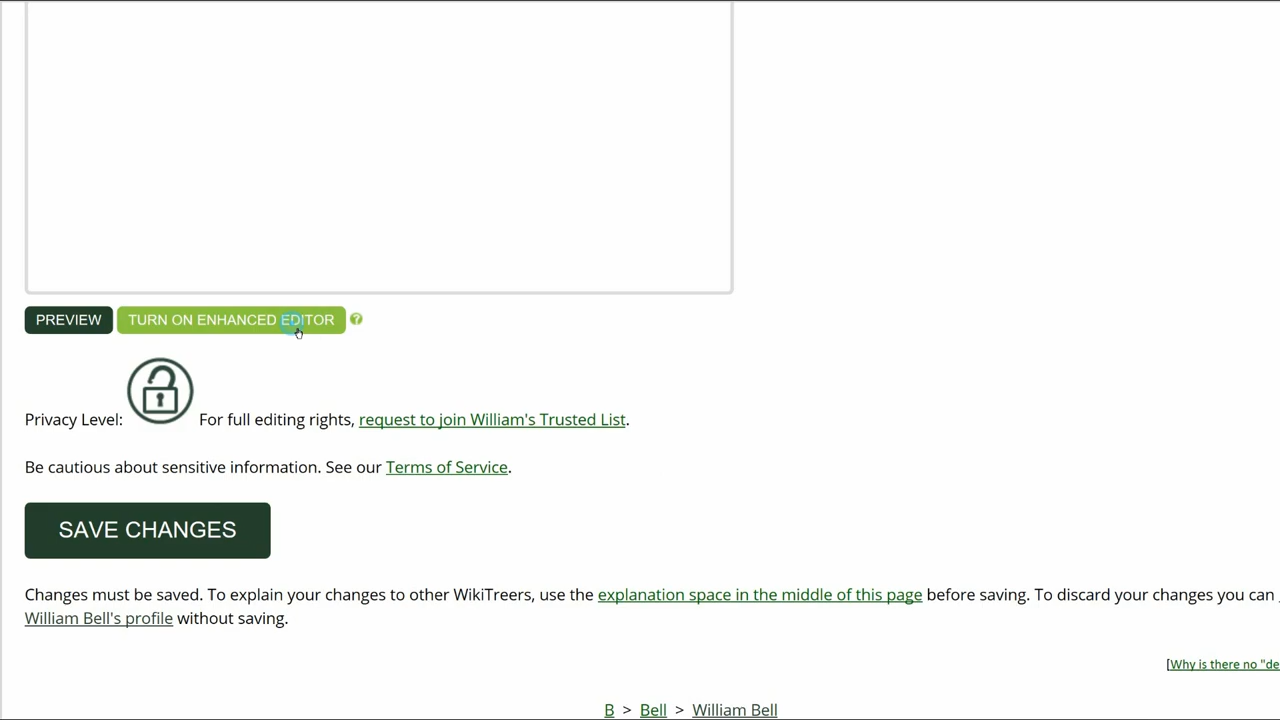 PREVIEW TURN ON ENHANCED EDITOR ?
Privacy Level: For full editing rights, request to join William's Trusted List.
Be cautious about sensitive information. See our Terms of Service.
SAVE CHANGES
Changes must be saved. To explain your changes to other WikiTreers, use the explanation space in the middle of this page before saving. To discard your changes you can
William Bell's profile without saving.
[Why is there no "de
B > Bell > William Bell